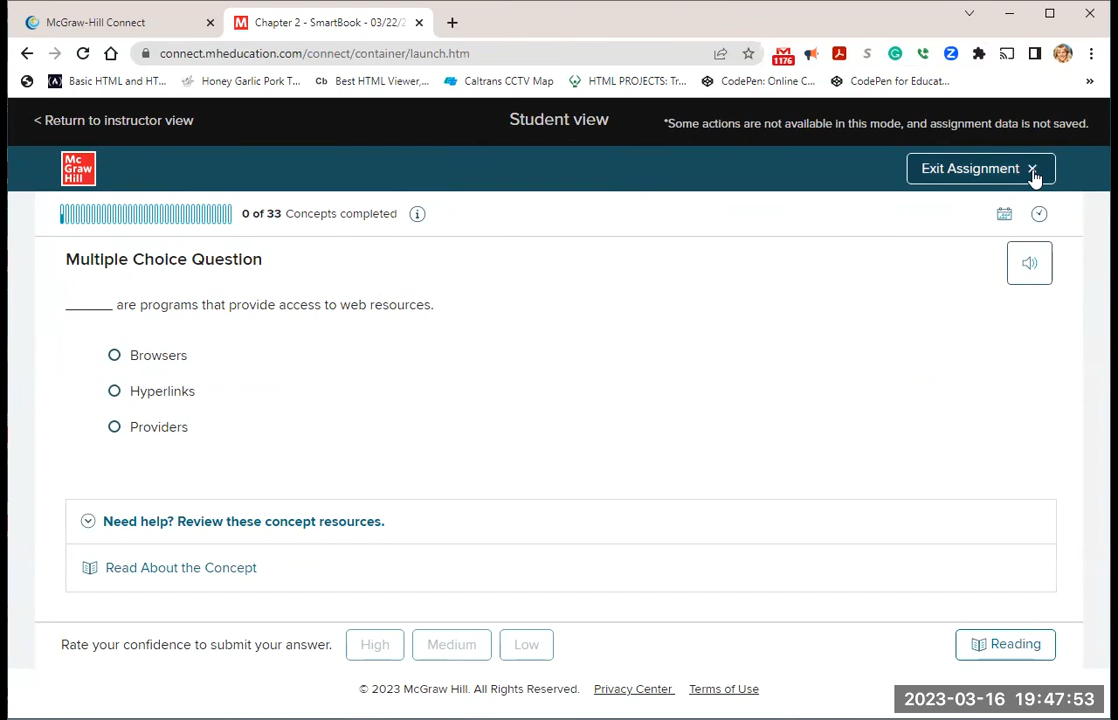 McGraw-Hill Connect
Chapter 2 - SmartBook - 03/22/2
connect.mheducation.com/connect/container/launch.htm
1176
Basic HTML and HT...
Honey Garlic Pork T...
Cb Best HTML Viewer,...
Caltrans CCTV Map
HTML PROJECTS: Tr...
CodePen: Online C...
CodePen for Educat...
»
< Return to instructor view
Student view
*Some actions are not available in this mode, and assignment data is not saved.
Mc
Graw
Hill
Exit Assignment
0 of 33 Concepts completed
Multiple Choice Question
_______ are programs that provide access to web resources.
Browsers
Hyperlinks
Providers
Need help? Review these concept resources.
Read About the Concept
Rate your confidence to submit your answer.
High
Medium
Low
Reading
© 2023 McGraw Hill. All Rights Reserved. Privacy Center Terms of Use
2023-03-16 19:47:53